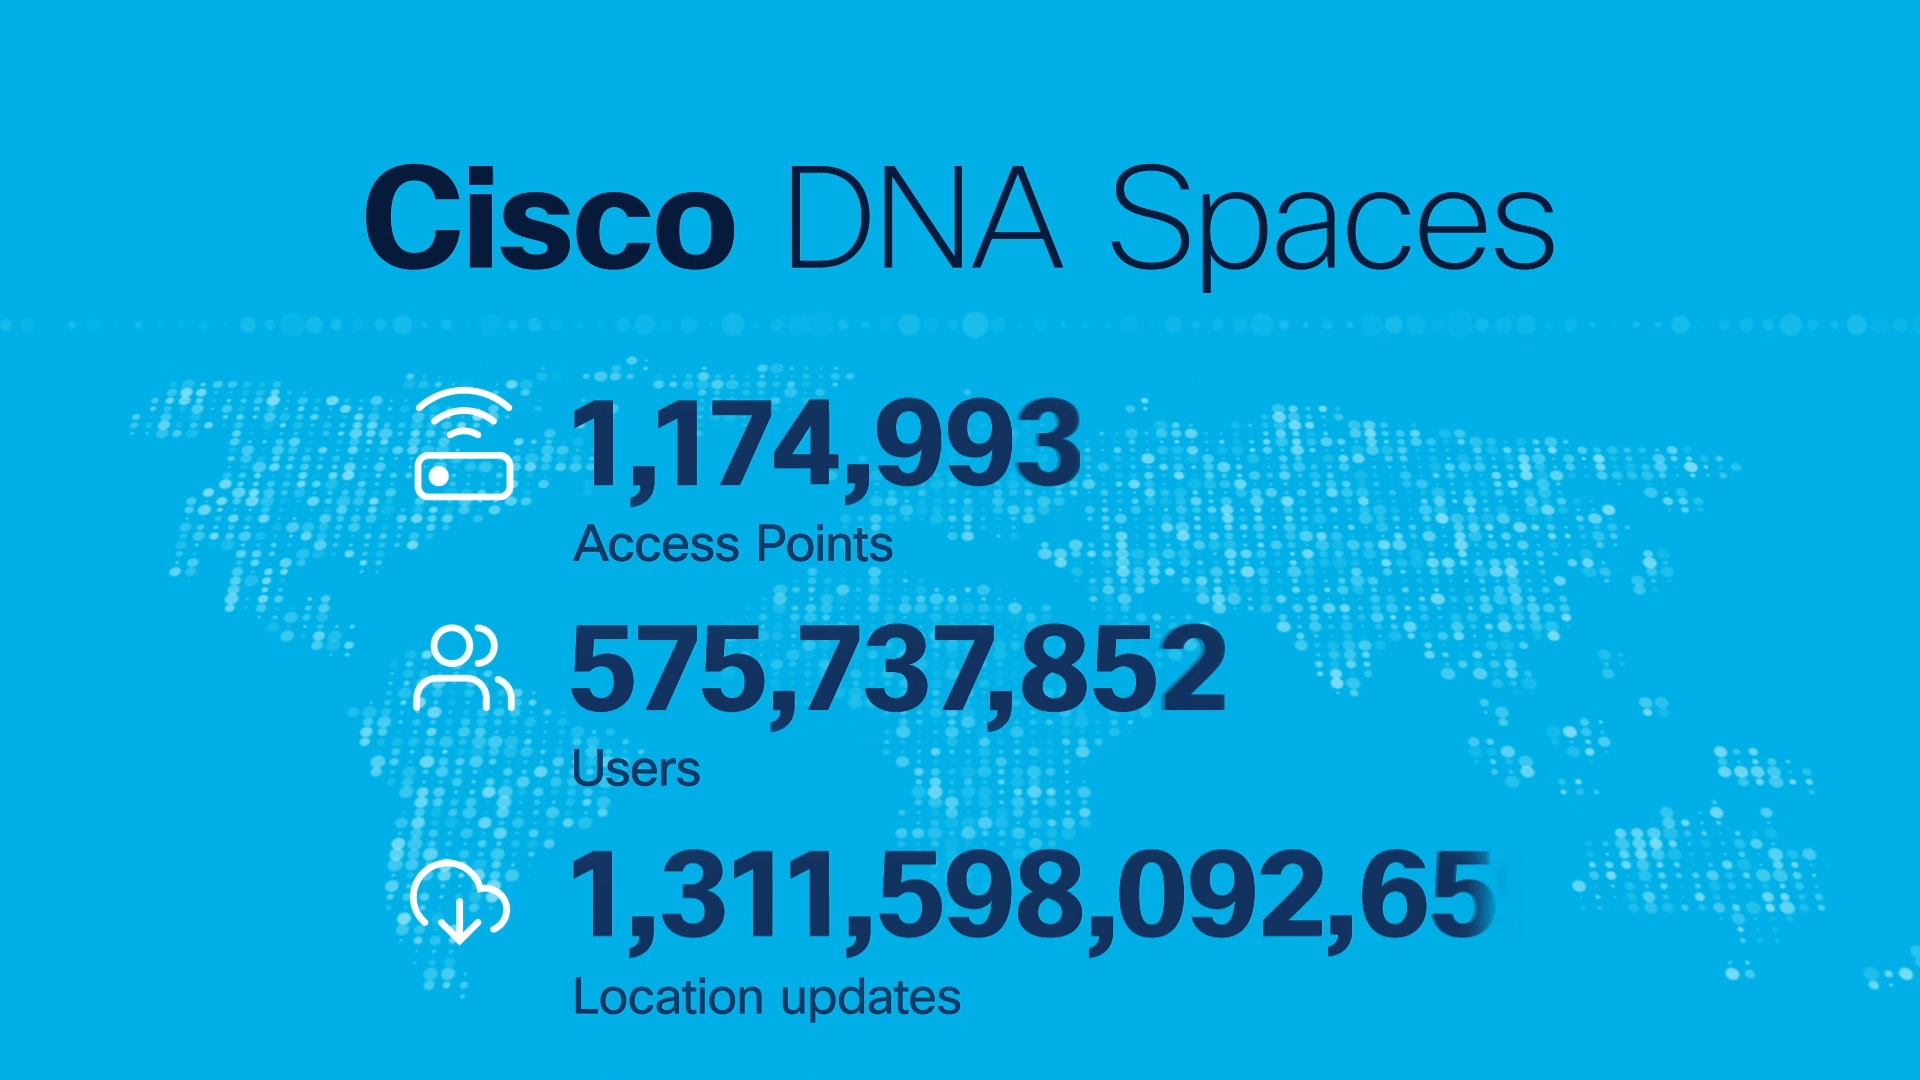 Cisco DNA Spaces
1,174,993
Access Points
575,737,852
Users
1,311,598,092,65
Location updates